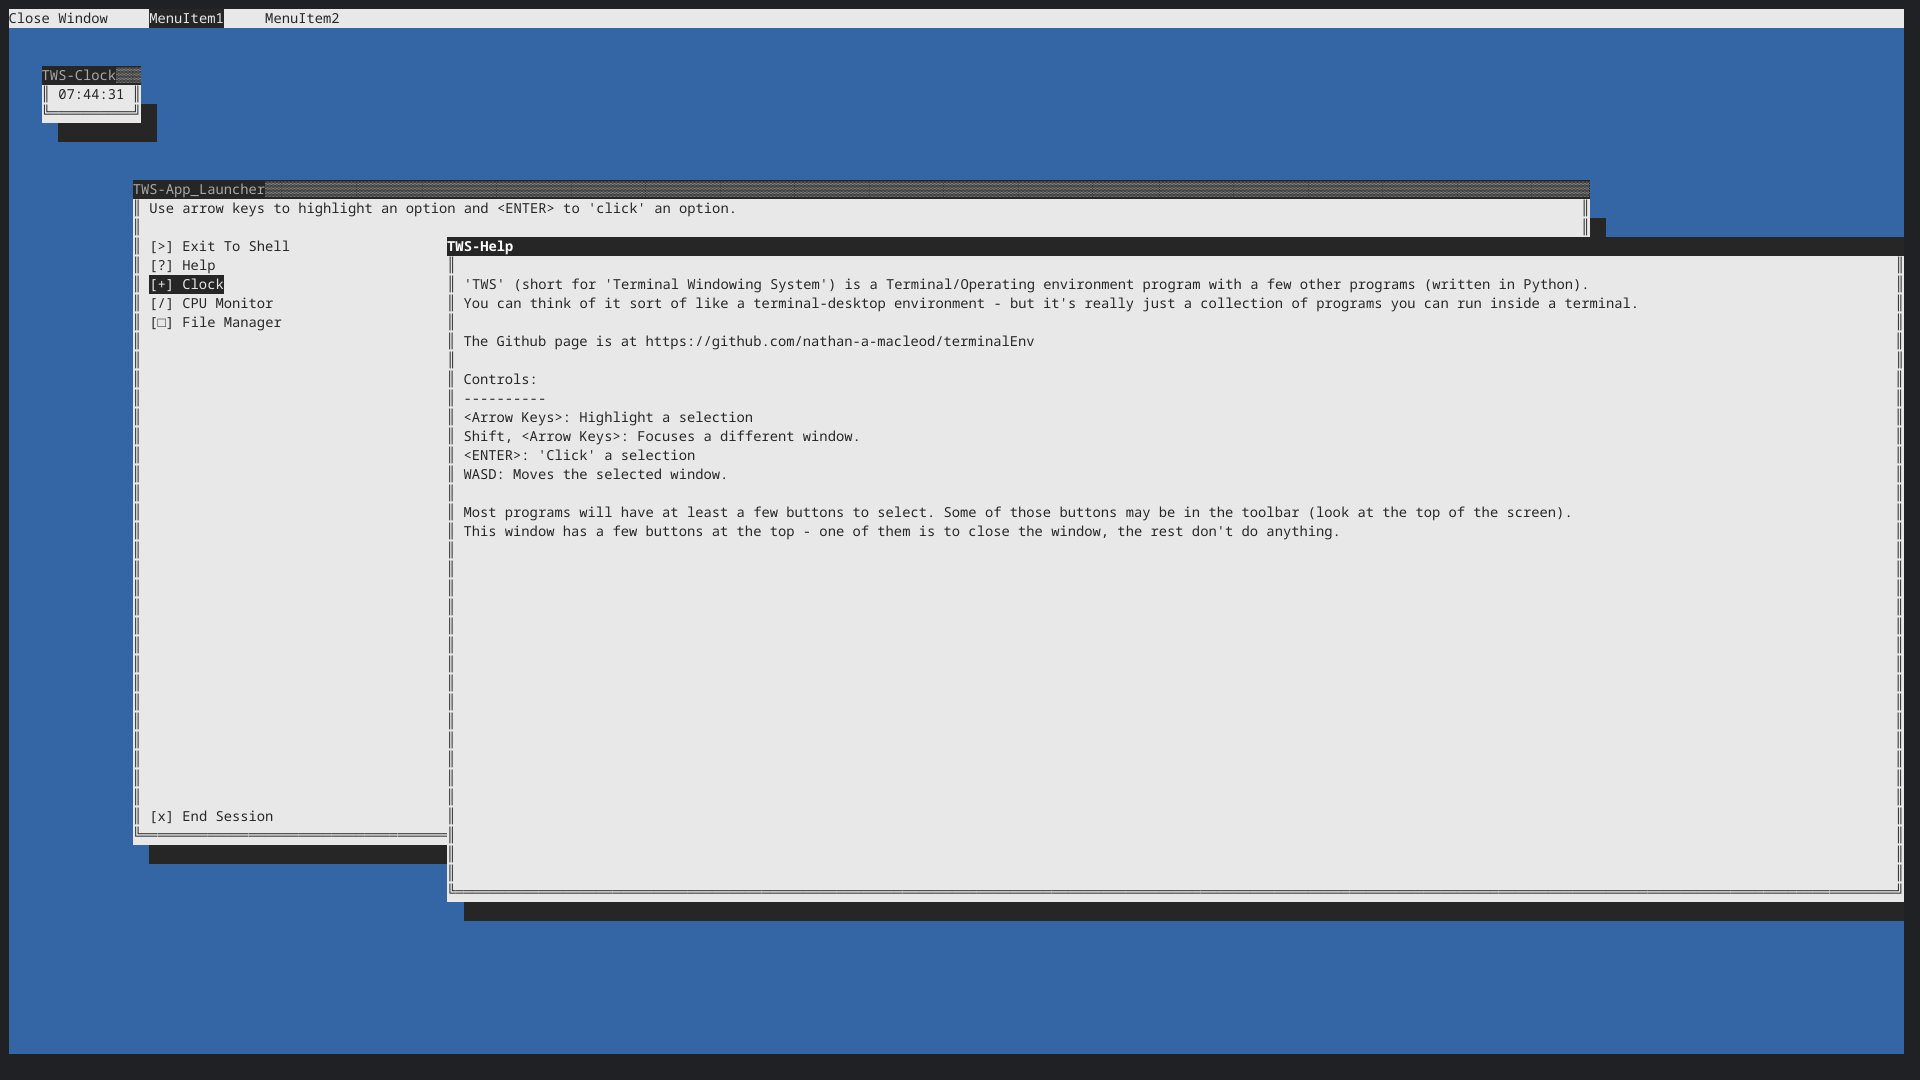 Close Window MenuItem1 MenuItem2
TWS-Clock
07:44:31
TWS-App_Launcher
Use arrow keys to highlight an option and <ENTER> to 'click' an option.
[>] Exit To Shell
[?] Help
[+] Clock
[/] CPU Monitor
[□] File Manager
[x] End Session
TWS-Help
'TWS' (short for 'Terminal Windowing System') is a Terminal/Operating environment program with a few other programs (written in Python).
You can think of it sort of like a terminal-desktop environment - but it's really just a collection of programs you can run inside a terminal.
The Github page is at https://github.com/nathan-a-macleod/terminalEnv
Controls:
----------
<Arrow Keys>: Highlight a selection
Shift, <Arrow Keys>: Focuses a different window.
<ENTER>: 'Click' a selection
WASD: Moves the selected window.
Most programs will have at least a few buttons to select. Some of those buttons may be in the toolbar (look at the top of the screen).
This window has a few buttons at the top - one of them is to close the window, the rest don't do anything.